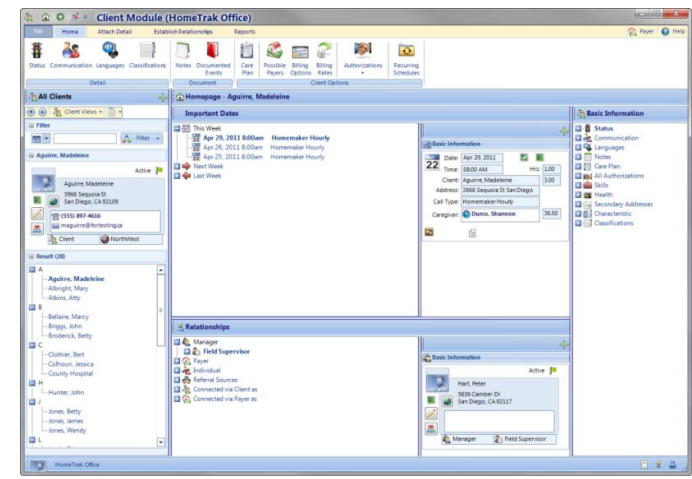 Client Module (HomeTrak Office)
File Home Attach Detail Establish Relationships Reports Payer Help
Status Communication Languages Classifications Notes Documented Events Care Plan Possible Payers Billing Options Billing Rates Authorizations Recurring Schedules
Detail Document Client Options
All Clients
Client Views
Filter
Filter
Aguirre, Madeleine
Active
Aguirre, Madeleine
3966 Sequoia St
San Diego, CA 92109
(555) 897-4616
maguirre@fortesting.ca
Client NorthWest
Result (28)
A
Aguirre, Madeleine
Albright, Mary
Atkins, Atty
B
Bellaire, Marcy
Briggs, John
Broderick, Betty
C
Clothier, Bert
Colhoun, Jessica
County Hospital
H
Hunter, John
J
Jones, Betty
Jones, James
Jones, Wendy
L
Homepage - Aguirre, Madeleine
Important Dates
This Week
Apr 29, 2011 8:00am Homemaker Hourly
Apr 26, 2011 8:00am Homemaker Hourly
Apr 25, 2011 8:00am Homemaker Hourly
Next Week
Last Week
Basic Information
22
Date: Apr 29, 2011
Time: 08:00 AM Hrs: 1.00
Client: Aguirre, Madeleine 3.00
Address: 3966 Sequoia St San Diego
Call Type: Homemaker Hourly
Caregiver: Durco, Shannon 36.50
Relationships
Manager
Field Supervisor
Payer
Individual
Referral Sources
Connected via Client as
Connected via Payer as
Basic Information
Active
Hart, Peter
5636 Camber Dr
San Diego, CA 92117
Manager Field Supervisor
Basic Information
Status
Communication
Languages
Notes
Care Plan
All Authorizations
Skills
Health
Secondary Addresses
Characteristic
Classifications
HomeTrak Office